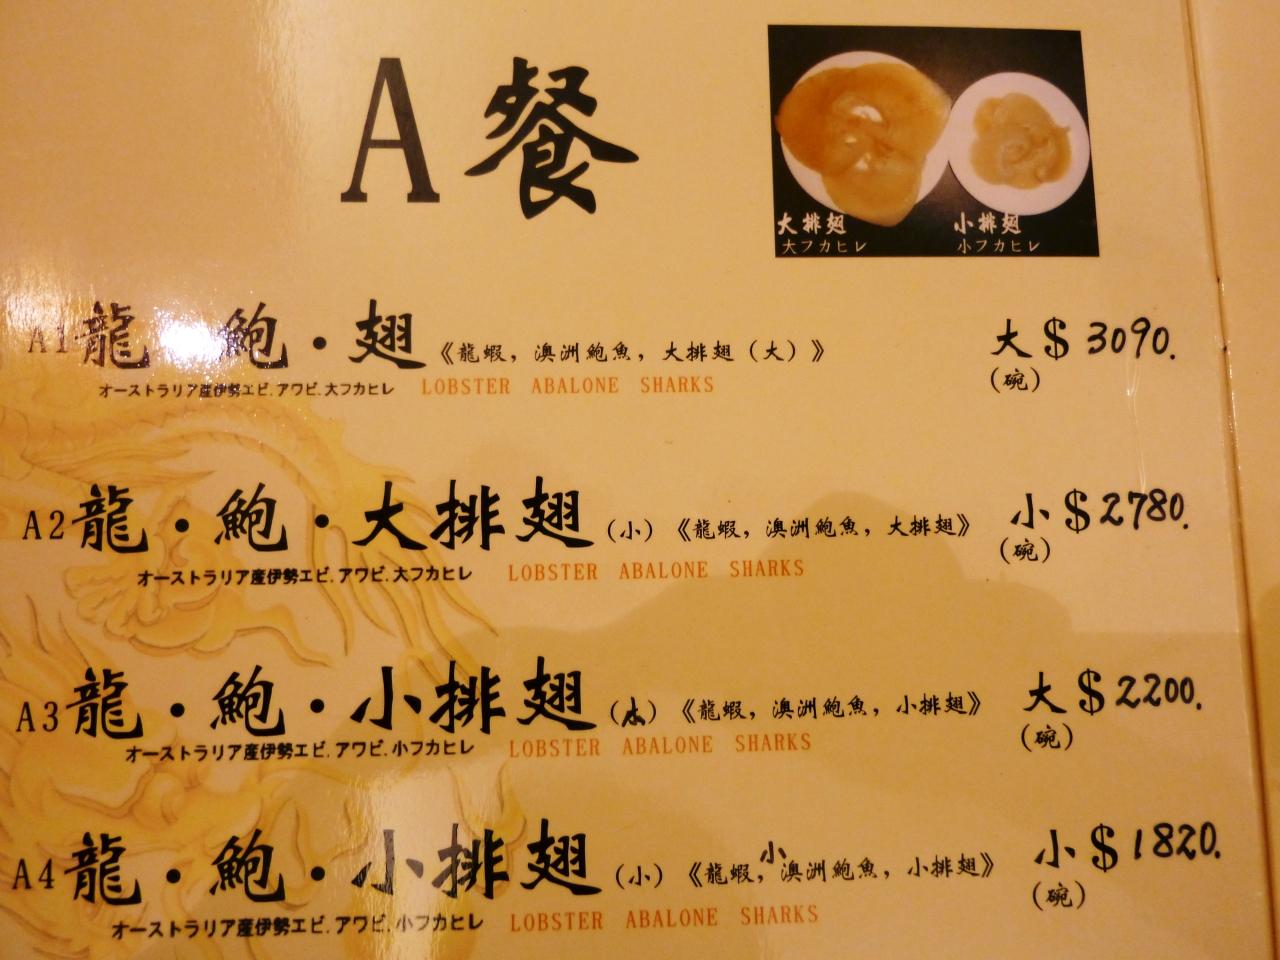 A餐
大排翅 小排翅
大フカヒレ 小フカヒレ
A1 龍・鮑・翅 《龍蝦，澳洲鮑魚，大排翅（大）》 大 $3090.
(碗)
オーストラリア産伊勢エビ.アワビ.大フカヒレ LOBSTER ABALONE SHARKS
A2 龍・鮑・大排翅 (小) 《龍蝦，澳洲鮑魚，大排翅》 小 $2780.
(碗)
オーストラリア産伊勢エビ.アワビ.大フカヒレ LOBSTER ABALONE SHARKS
A3 龍・鮑・小排翅 (大) 《龍蝦，澳洲鮑魚，小排翅》 大 $2200.
(碗)
オーストラリア産伊勢エビ.アワビ.小フカヒレ LOBSTER ABALONE SHARKS
A4 龍・鮑・小排翅 (小) 《龍蝦，小澳洲鮑魚，小排翅》 小 $1820.
(碗)
オーストラリア産伊勢エビ.アワビ.小フカヒレ LOBSTER ABALONE SHARKS